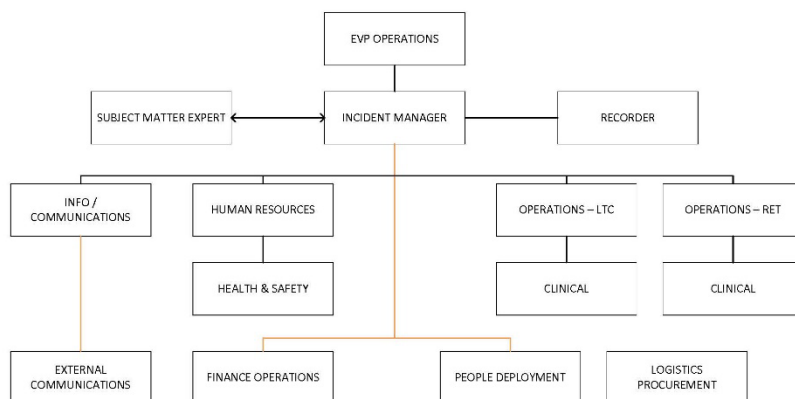 EVP OPERATIONS
SUBJECT MATTER EXPERT
INCIDENT MANAGER
RECORDER
INFO /
COMMUNICATIONS
HUMAN RESOURCES
OPERATIONS – LTC
OPERATIONS – RET
HEALTH & SAFETY
CLINICAL
CLINICAL
EXTERNAL
COMMUNICATIONS
FINANCE OPERATIONS
PEOPLE DEPLOYMENT
LOGISTICS
PROCUREMENT